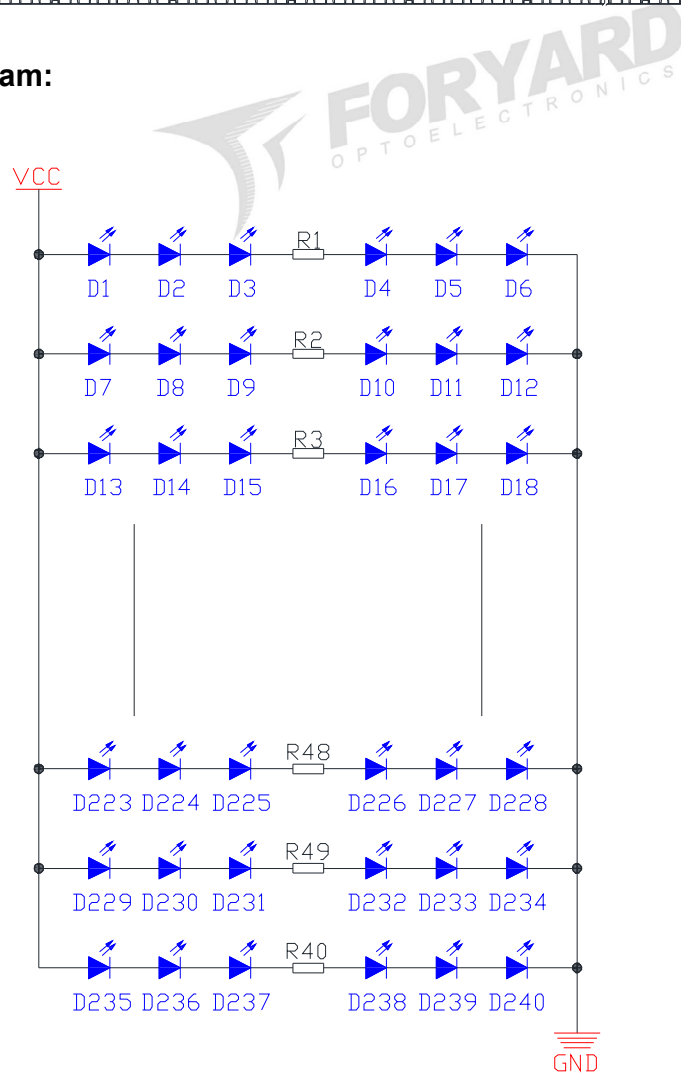 am:
FORYARD
OPTOELECTRONICS
VCC
R1
D1 D2 D3 D4 D5 D6
R2
D7 D8 D9 D10 D11 D12
R3
D13 D14 D15 D16 D17 D18
R48
D223 D224 D225 D226 D227 D228
R49
D229 D230 D231 D232 D233 D234
R40
D235 D236 D237 D238 D239 D240
GND